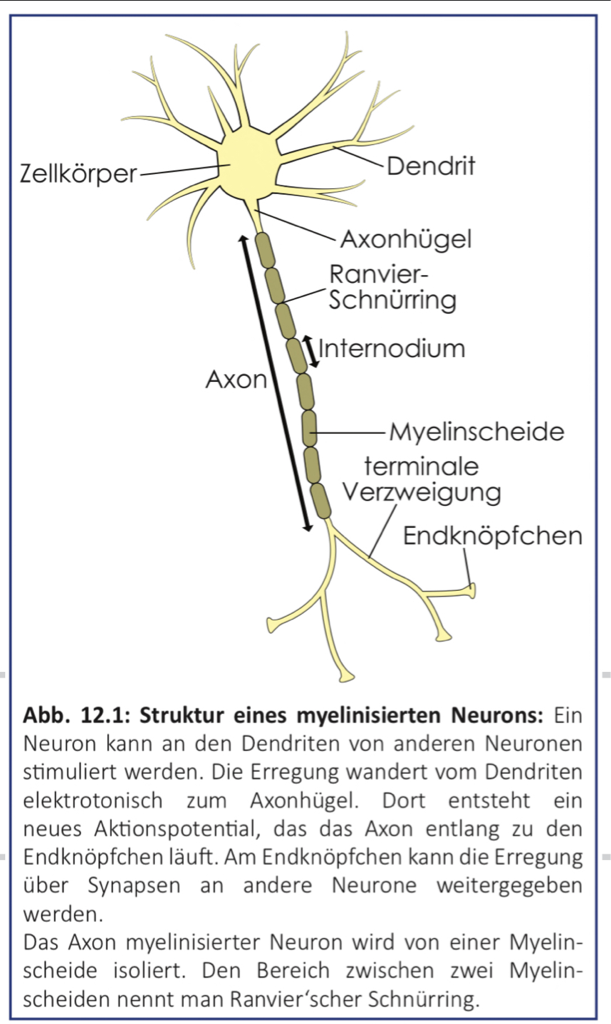 Zellkörper
Dendrit
Axonhügel
Ranvier-
Schnürring
Internodium
Axon
Myelinscheide
terminale
Verzweigung
Endknöpfchen
Abb. 12.1: Struktur eines myelinisierten Neurons: Ein
Neuron kann an den Dendriten von anderen Neuronen
stimuliert werden. Die Erregung wandert vom Dendriten
elektrotonisch zum Axonhügel. Dort entsteht ein
neues Aktionspotential, das das Axon entlang zu den
Endknöpfchen läuft. Am Endknöpfchen kann die Erregung
über Synapsen an andere Neurone weitergegeben
werden.
Das Axon myelinisierter Neuron wird von einer Myelin-
scheide isoliert. Den Bereich zwischen zwei Myelin-
scheiden nennt man Ranvier‘scher Schnürring.